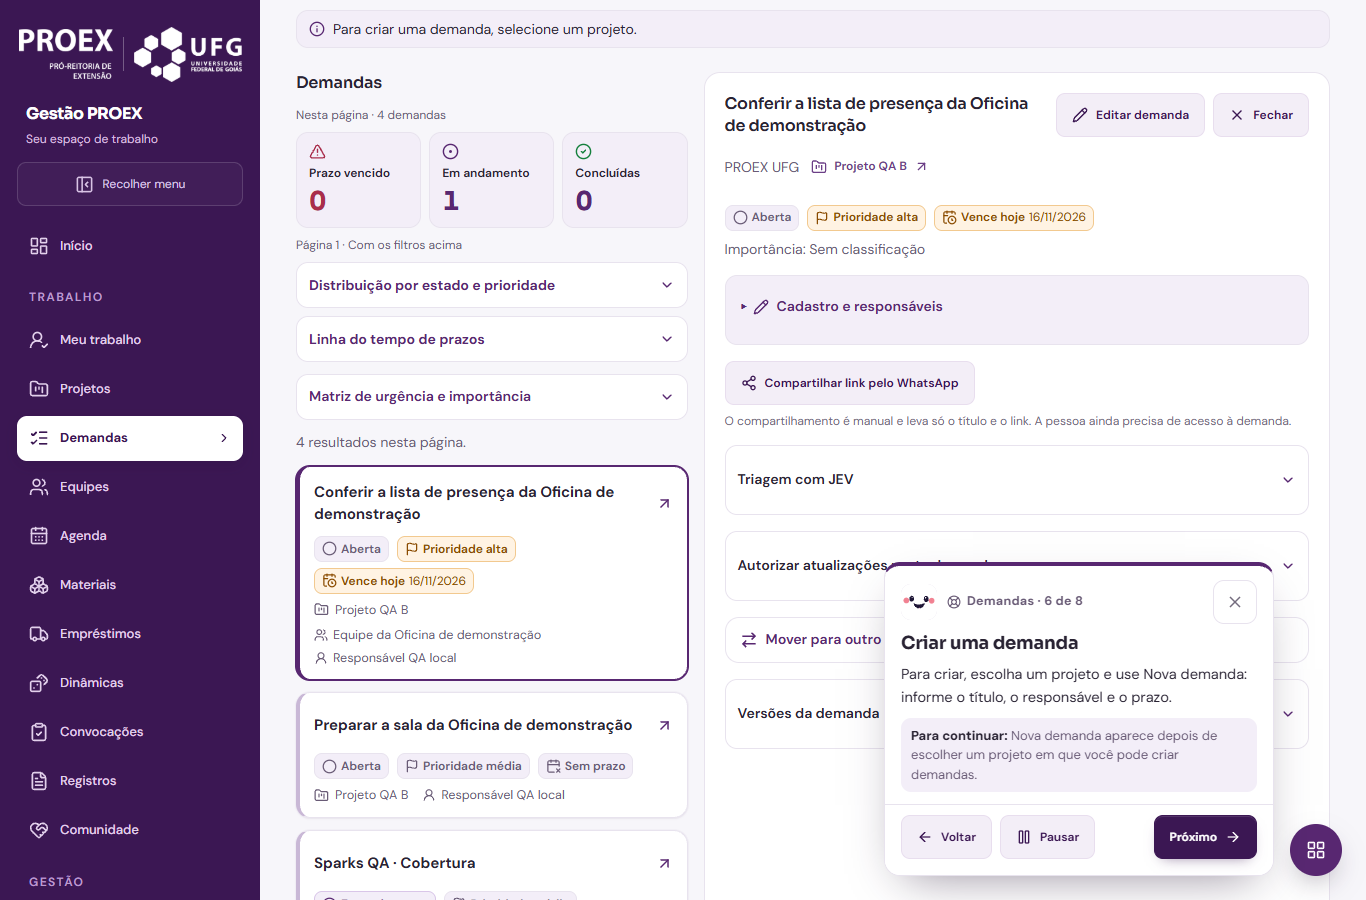 PROEX
PRÓ-REITORIA DE
EXTENSÃO
UFG
UNIVERSIDADE
FEDERAL DE GOIÁS
Gestão PROEX
Seu espaço de trabalho
Recolher menu
Início
TRABALHO
Meu trabalho
Projetos
Demandas
Equipes
Agenda
Materiais
Empréstimos
Dinâmicas
Convocações
Registros
Comunidade
GESTÃO
Para criar uma demanda, selecione um projeto.
Demandas
Nesta página · 4 demandas
Prazo vencido
0
Em andamento
1
Concluídas
0
Página 1 · Com os filtros acima
Distribuição por estado e prioridade
Linha do tempo de prazos
Matriz de urgência e importância
4 resultados nesta página.
Conferir a lista de presença da Oficina de
demonstração
Aberta
Prioridade alta
Vence hoje 16/11/2026
Projeto QA B
Equipe da Oficina de demonstração
Responsável QA local
Preparar a sala da Oficina de demonstração
Aberta
Prioridade média
Sem prazo
Projeto QA B
Responsável QA local
Sparks QA · Cobertura
Conferir a lista de presença da Oficina
de demonstração
Editar demanda
Fechar
PROEX UFG
Projeto QA B
Aberta
Prioridade alta
Vence hoje 16/11/2026
Importância: Sem classificação
Cadastro e responsáveis
Compartilhar link pelo WhatsApp
O compartilhamento é manual e leva só o título e o link. A pessoa ainda precisa de acesso à demanda.
Triagem com JEV
Autorizar atualizações
Mover para outro
Versões da demanda
Demandas · 6 de 8
Criar uma demanda
Para criar, escolha um projeto e use Nova demanda:
informe o título, o responsável e o prazo.
Para continuar: Nova demanda aparece depois de
escolher um projeto em que você pode criar
demandas.
Voltar
Pausar
Próximo